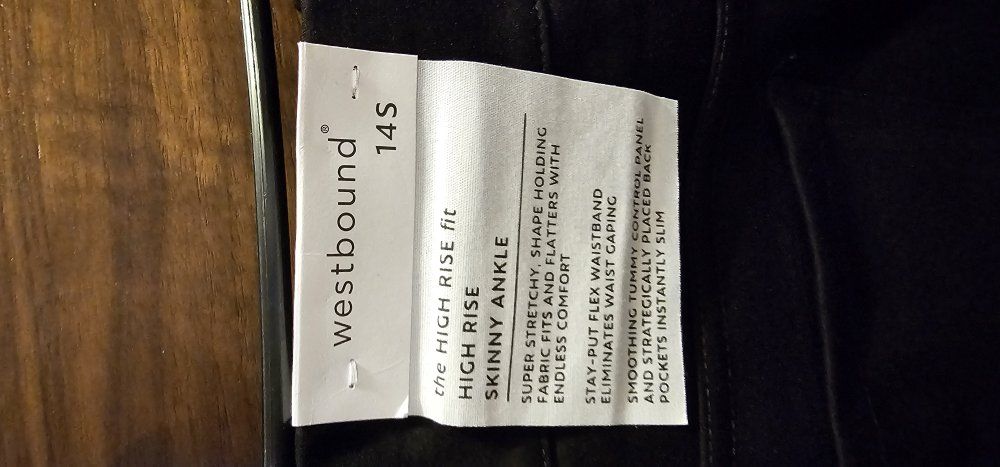 westbound®
14S
the HIGH RISE fit
HIGH RISE
SKINNY ANKLE
SUPER STRETCHY, SHAPE HOLDING
FABRIC FITS AND FLATTERS WITH
ENDLESS COMFORT
STAY-PUT FLEX WAISTBAND
ELIMINATES WAIST GAPING
SMOOTHING TUMMY CONTROL PANEL
AND STRATEGICALLY PLACED BACK
POCKETS INSTANTLY SLIM